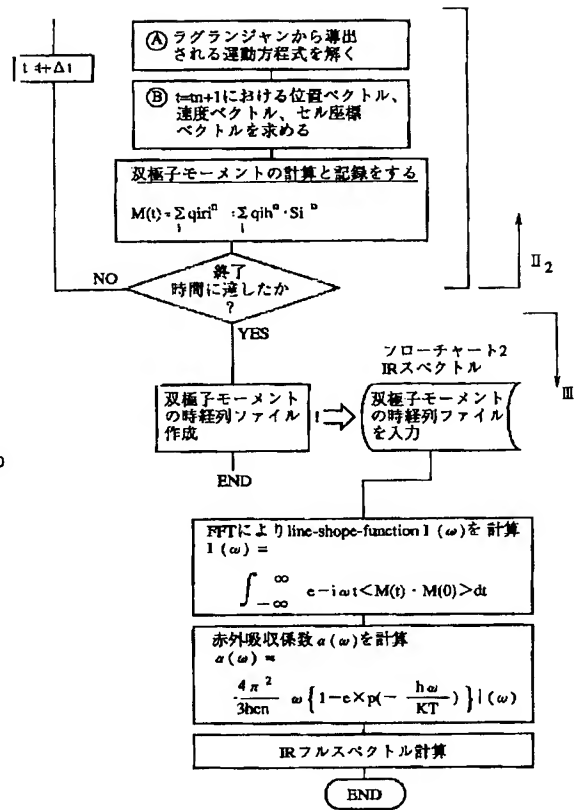 Ⓐ ラグランジャンから導出
される運動方程式を解く
t=t+Δt
Ⓑ t=tn+1における位置ベクトル、
速度ベクトル、セル座標
ベクトルを求める
双極子モーメントの計算と記録をする
M(t)=Σqiriⁿ =Σqihⁿ・Siⁿ
i i
II₂
NO
終了
時間に達したか
?
YES
フローチャート2
IRスペクトル
III
双極子モーメント
の時経列ファイル
作成
双極子モーメント
の時経列ファイル
を入力
END
FFTによりline-shope-function I (ω)を計算
I (ω) =
∫ ∞ −∞ e−iωt<M(t)・M(0)>dt
赤外吸収係数 α(ω)を計算
α(ω) =
4π² / 3hcn ω{1−e×p(− hω / KT )}I(ω)
IRフルスペクトル計算
END